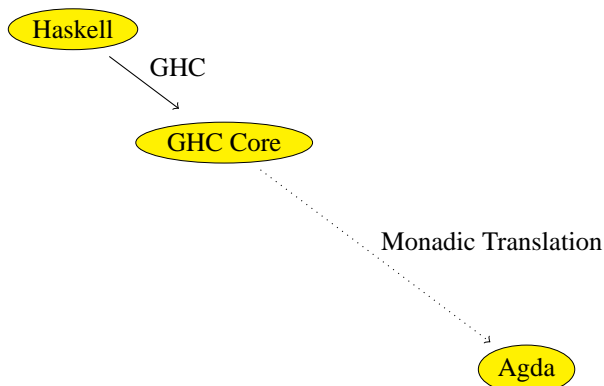 Haskell
GHC
GHC Core
Monadic Translation
Agda